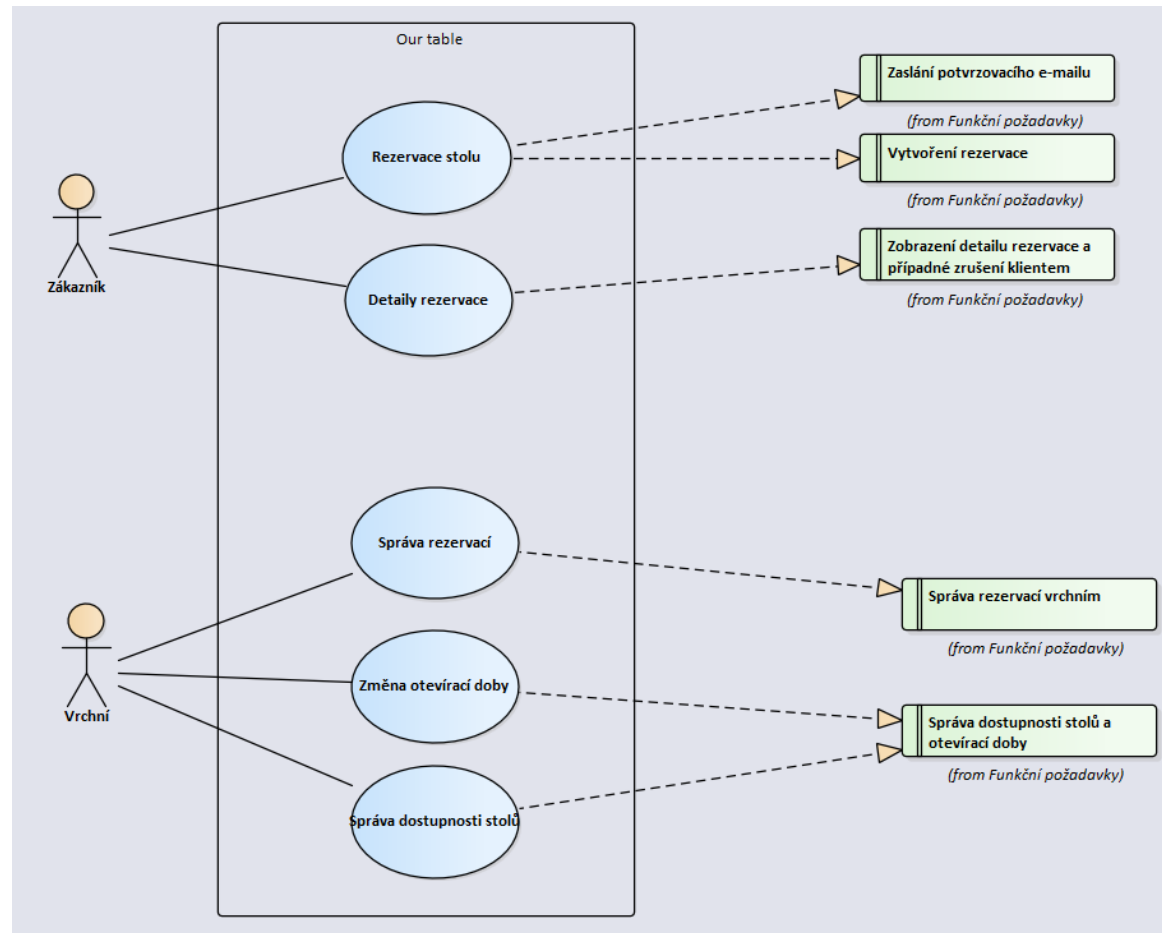 Our table
Zaslání potvrzovacího e-mailu
(from Funkční požadavky)
Rezervace stolu
Vytvoření rezervace
(from Funkční požadavky)
Zákazník
Detaily rezervace
Zobrazení detailu rezervace a
případné zrušení klientem
(from Funkční požadavky)
Správa rezervací
Správa rezervací vrchním
(from Funkční požadavky)
Vrchní
Změna otevírací doby
Správa dostupnosti stolů a
otevírací doby
(from Funkční požadavky)
Správa dostupnosti stolů